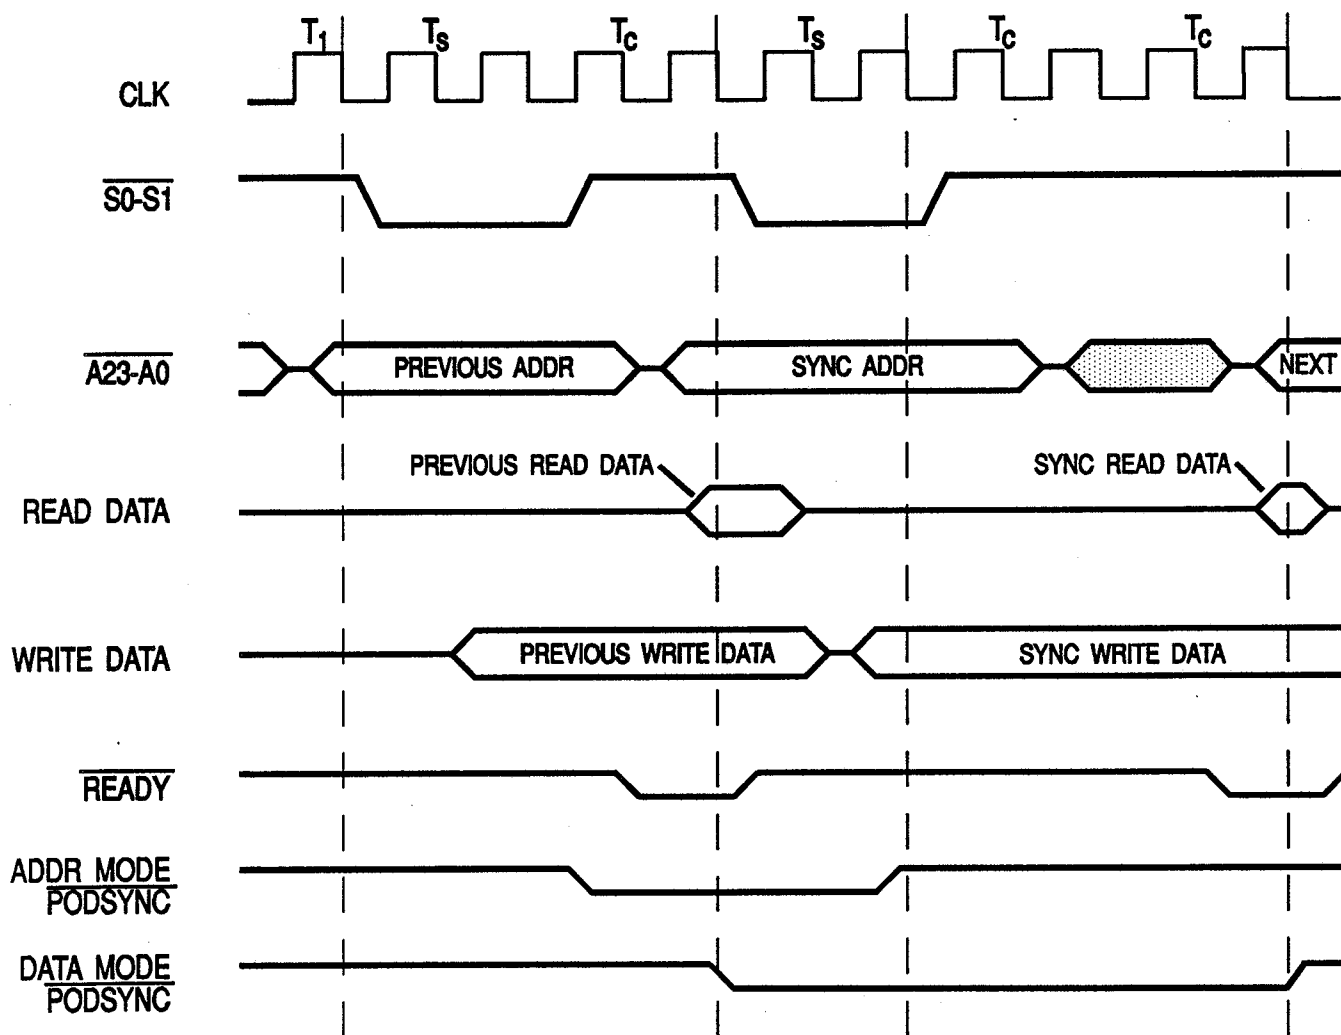 T1 Ts Tc Ts Tc Tc
CLK
S0-S1
A23-A0 PREVIOUS ADDR SYNC ADDR NEXT
PREVIOUS READ DATA SYNC READ DATA
READ DATA
WRITE DATA PREVIOUS WRITE DATA SYNC WRITE DATA
READY
ADDR MODE
PODSYNC
DATA MODE
PODSYNC